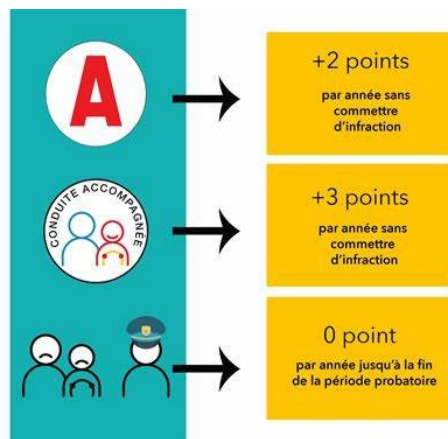 A
+2 points
par année sans
commettre
d'infraction
CONDUITE ACCOMPAGNÉE
+3 points
par année sans
commettre
d'infraction
0 point
par année jusqu'à la fin
de la période probatoire